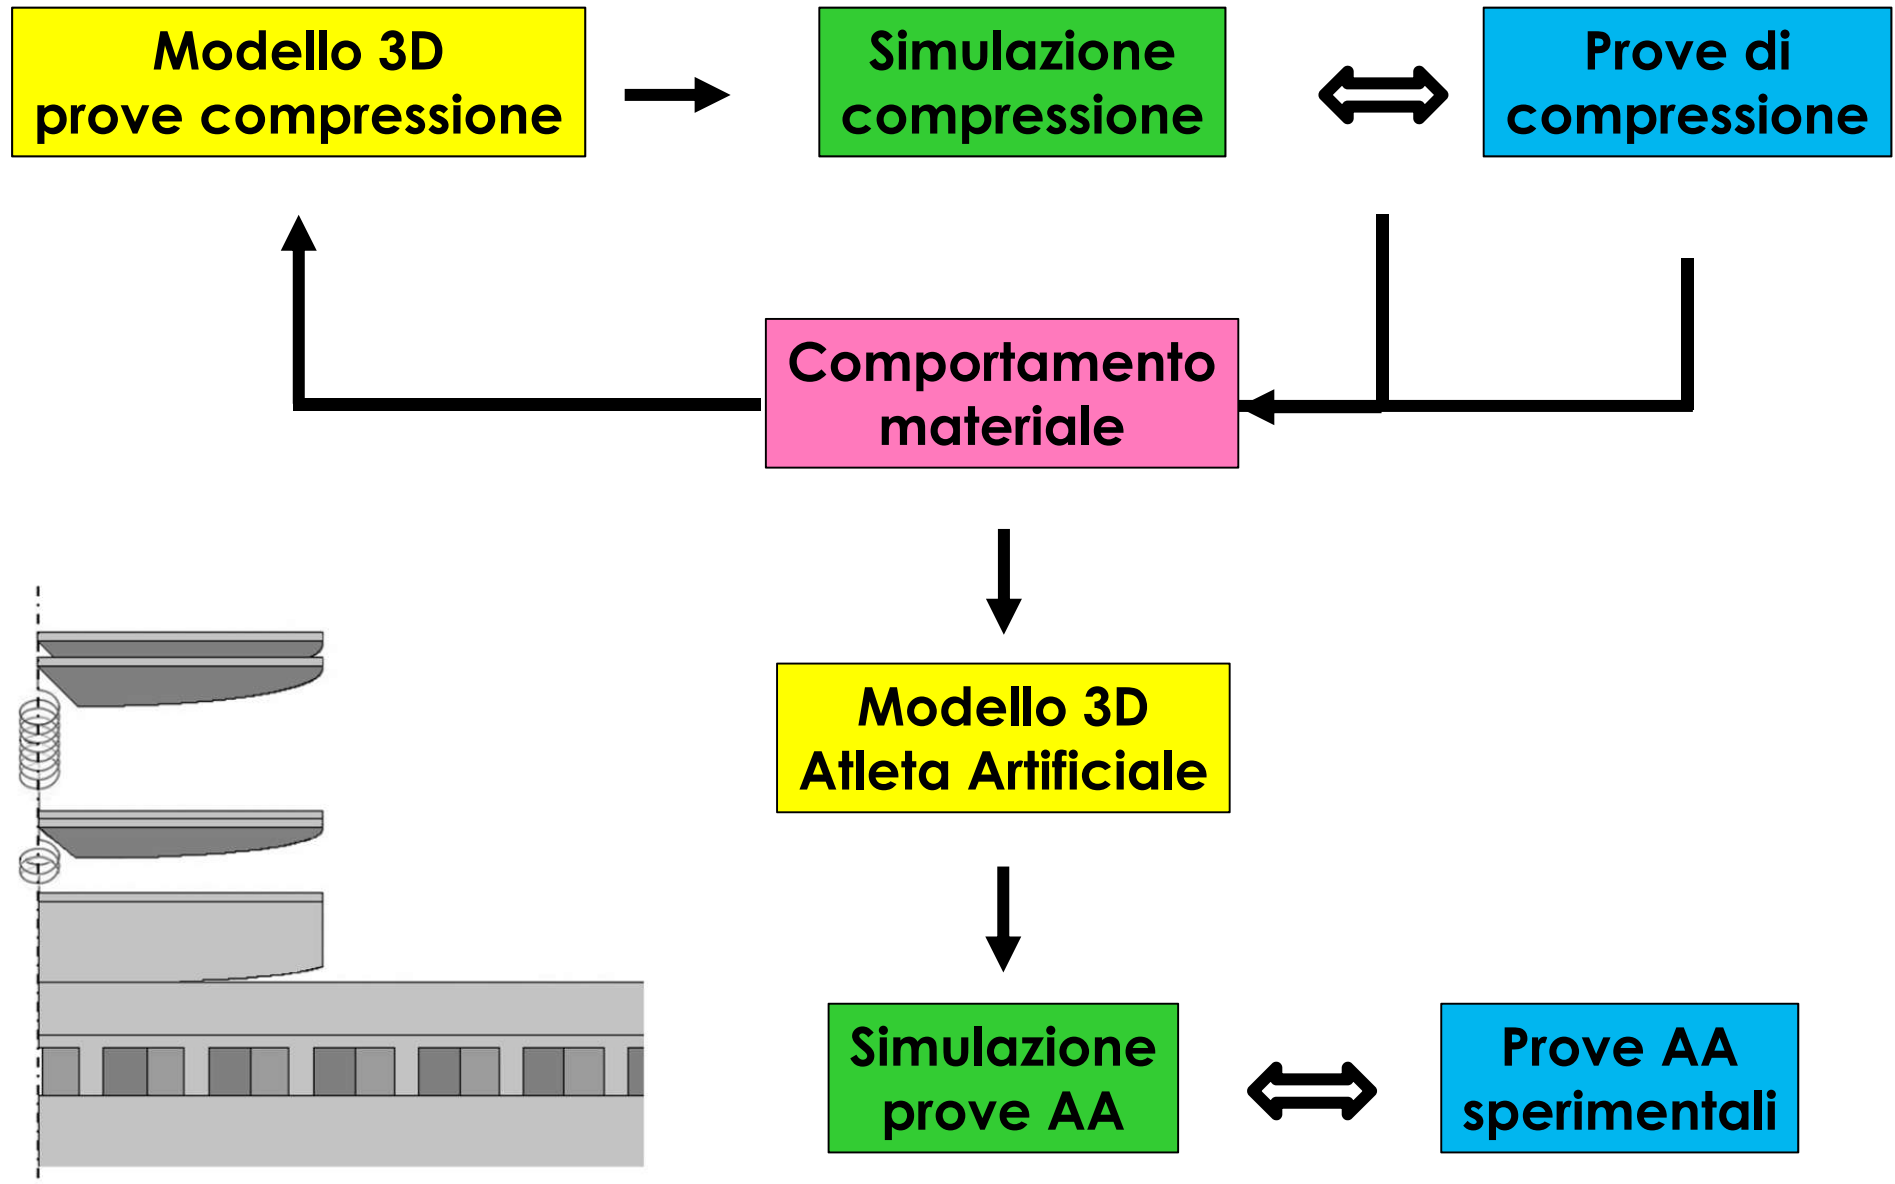 Modello 3D
prove compressione
Simulazione
compressione
Prove di
compressione
Comportamento
materiale
Modello 3D
Atleta Artificiale
Simulazione
prove AA
Prove AA
sperimentali